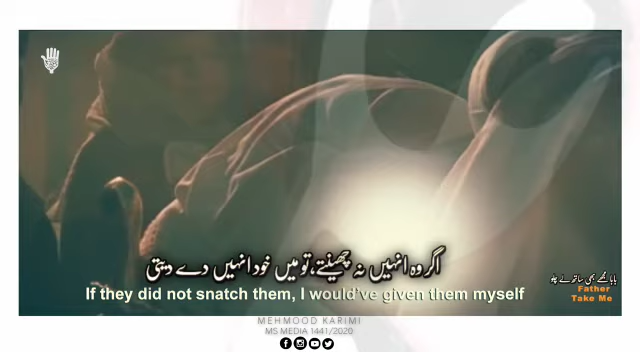 اگر وہ انہیں نہ چھینتے، تو میں خود انہیں دے دیتی
If they did not snatch them, I would've given them myself
بابا مجھے بھی ساتھ لے چلو
Father
Take Me
MEHMOOD KARIMI
MS MEDIA 1441/2020